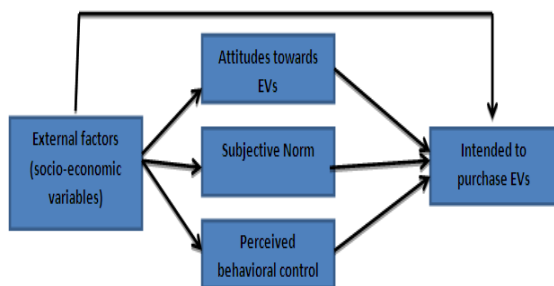 Attitudes towards
EVs
External factors
(socio-economic
variables)
Subjective Norm
Intended to
purchase EVs
Perceived
behavioral control